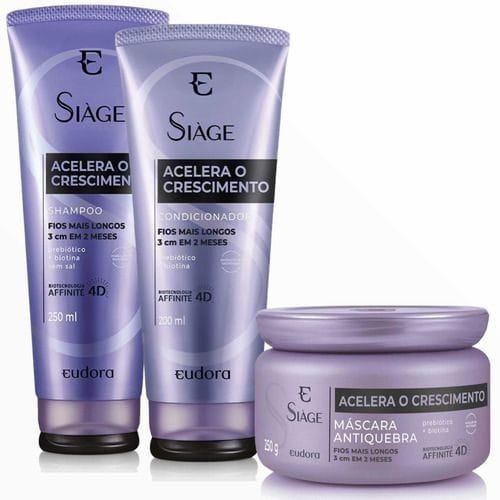 E
SIÀGE
ACELERA O
CRESCIMEN
SHAMPOO
FIOS MAIS LONGOS
3 cm EM 2 MESES
prebiótico
+ biotina
sem sal
BIOTECNOLOGIA
AFFINITÉ 4D
250 ml
eudora
E
SIÀGE
ACELERA O
CRESCIMENTO
CONDICIONADOR
FIOS MAIS LONGOS
3 cm EM 2 MESES
prebiótico
+ biotina
BIOTECNOLOGIA
AFFINITÉ 4D
200 ml
eudora
E
SIÀGE
250 g
eudora
ACELERA O CRESCIMENTO
MÁSCARA
ANTIQUEBRA
prebiótico
+ biotina
FIOS MAIS LONGOS
3 cm EM 2 MESES
BIOTECNOLOGIA
AFFINITÉ 4D